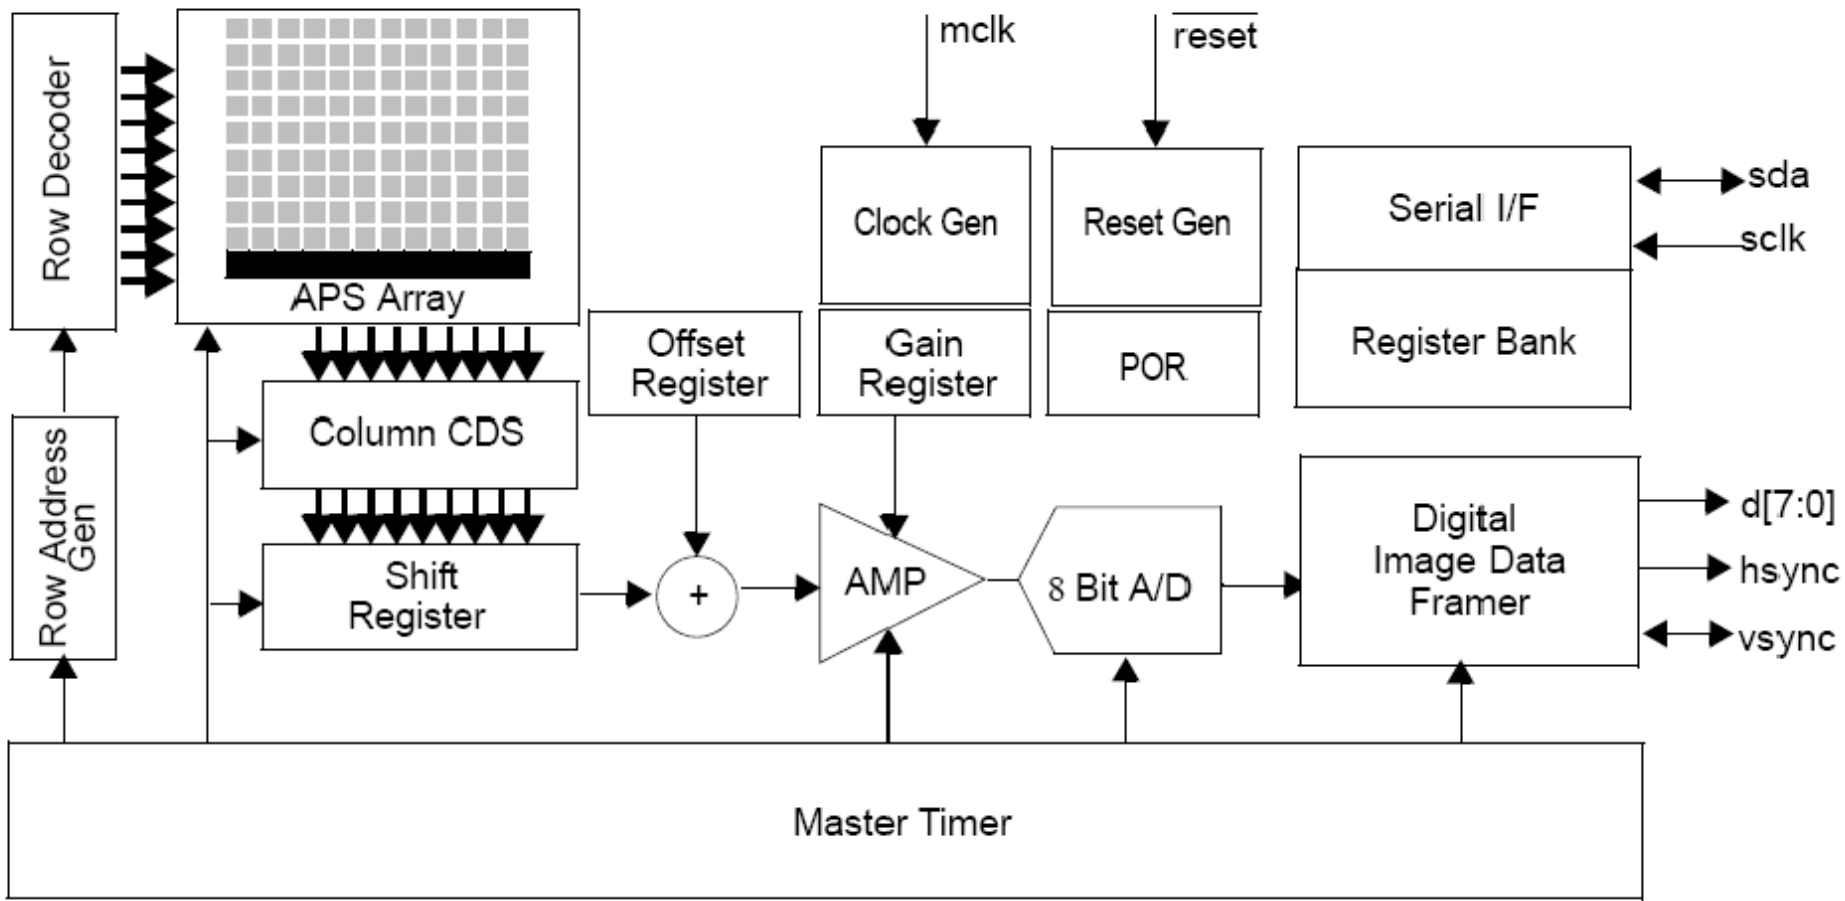 mclk
reset
Row Decoder
APS Array
Clock Gen
Reset Gen
Serial I/F
sda
sclk
Offset
Register
Gain
Register
POR
Register Bank
Column CDS
Row Address
Gen
Shift
Register
+
AMP
8 Bit A/D
Digital
Image Data
Framer
d[7:0]
hsync
vsync
Master Timer